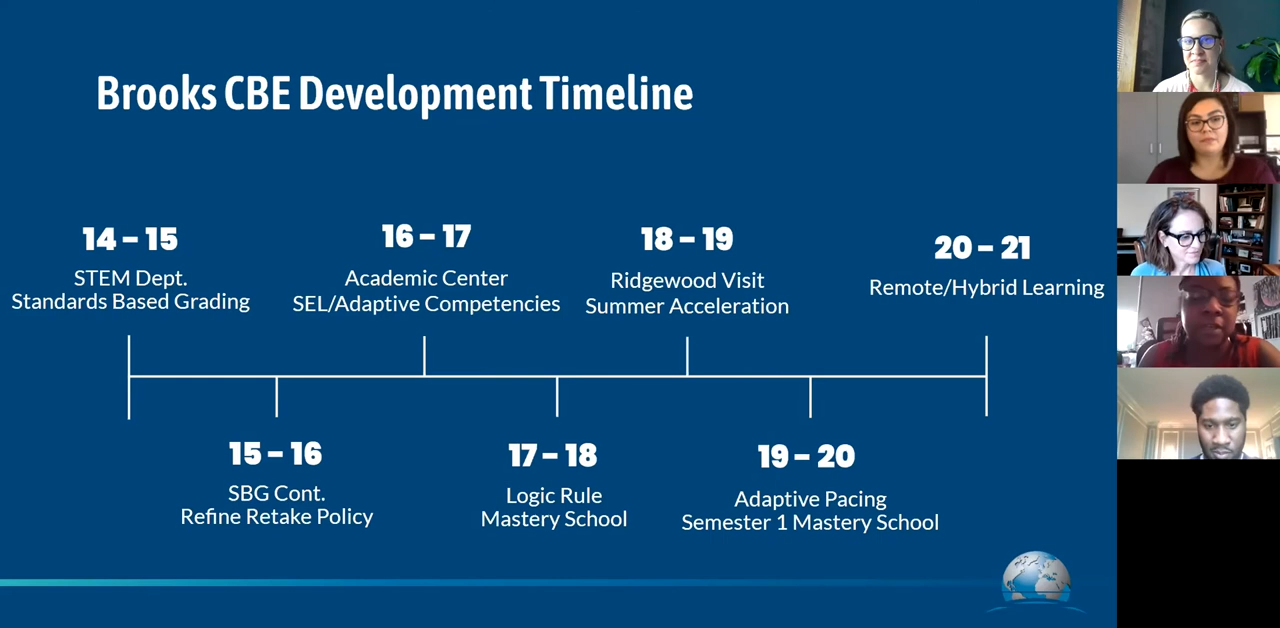 Brooks CBE Development Timeline
14 – 15
STEM Dept.
Standards Based Grading
16 – 17
Academic Center
SEL/Adaptive Competencies
18 – 19
Ridgewood Visit
Summer Acceleration
20 – 21
Remote/Hybrid Learning
15 – 16
SBG Cont.
Refine Retake Policy
17 – 18
Logic Rule
Mastery School
19 – 20
Adaptive Pacing
Semester 1 Mastery School